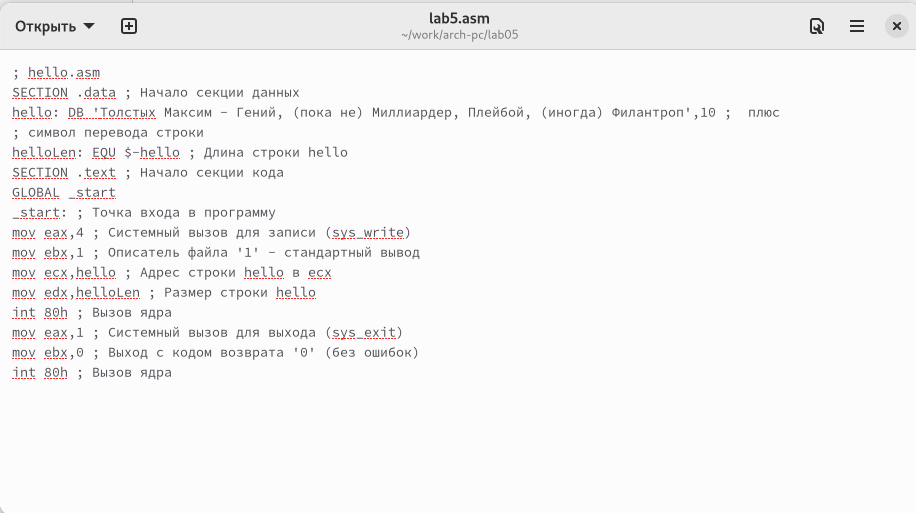 Открыть
lab5.asm
~/work/arch-pc/lab05
; hello.asm
SECTION .data ; Начало секции данных
hello: DB 'Толстых Максим - Гений, (пока не) Миллиардер, Плейбой, (иногда) Филантроп',10 ;  плюс
; символ перевода строки
helloLen: EQU $-hello ; Длина строки hello
SECTION .text ; Начало секции кода
GLOBAL _start
_start: ; Точка входа в программу
mov eax,4 ; Системный вызов для записи (sys_write)
mov ebx,1 ; Описатель файла '1' - стандартный вывод
mov ecx,hello ; Адрес строки hello в ecx
mov edx,helloLen ; Размер строки hello
int 80h ; Вызов ядра
mov eax,1 ; Системный вызов для выхода (sys_exit)
mov ebx,0 ; Выход с кодом возврата '0' (без ошибок)
int 80h ; Вызов ядра